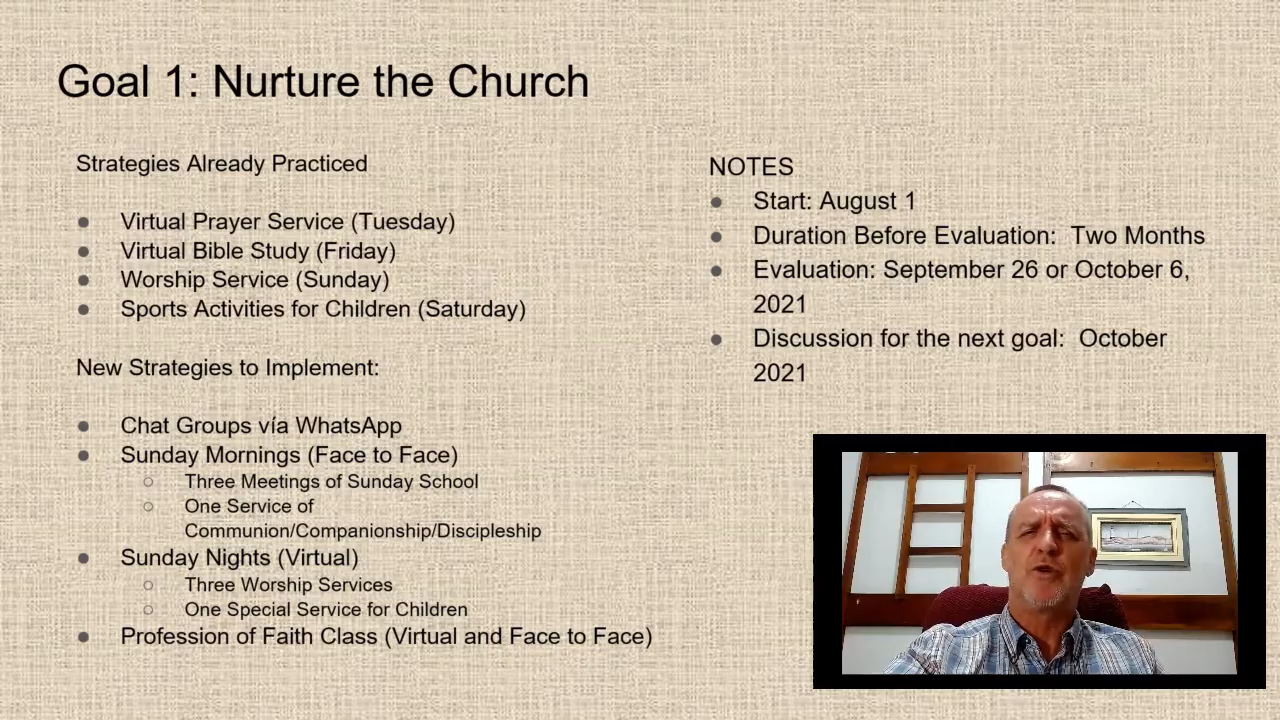 Goal 1: Nurture the Church
Strategies Already Practiced
● Virtual Prayer Service (Tuesday)
● Virtual Bible Study (Friday)
● Worship Service (Sunday)
● Sports Activities for Children (Saturday)
New Strategies to Implement:
● Chat Groups vía WhatsApp
● Sunday Mornings (Face to Face)
○ Three Meetings of Sunday School
○ One Service of
Communion/Companionship/Discipleship
● Sunday Nights (Virtual)
○ Three Worship Services
○ One Special Service for Children
● Profession of Faith Class (Virtual and Face to Face)
NOTES
● Start: August 1
● Duration Before Evaluation:  Two Months
● Evaluation: September 26 or October 6,
2021
● Discussion for the next goal:  October
2021